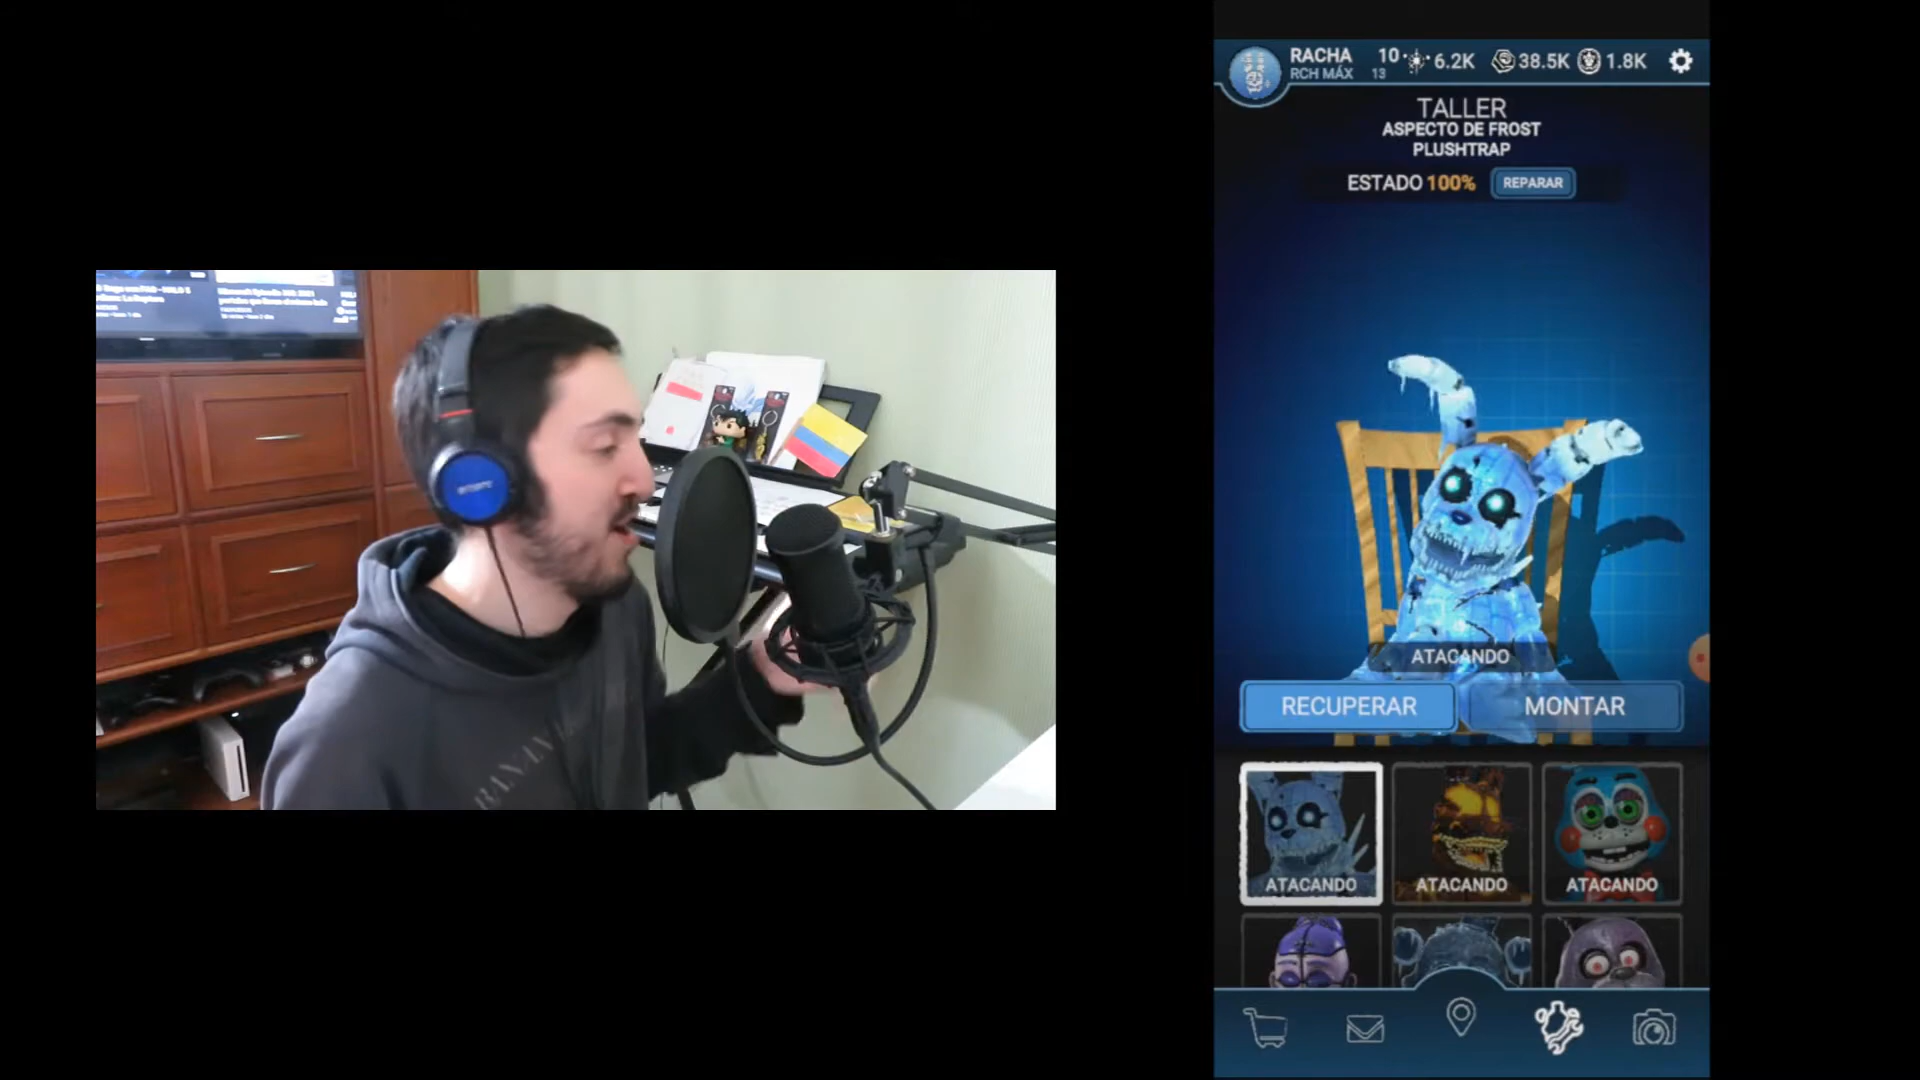 RACHA
RCH MÁX
10
13
6.2K
38.5K
1.8K
TALLER
ASPECTO DE FROST
PLUSHTRAP
ESTADO 100%
REPARAR
ATACANDO
RECUPERAR
MONTAR
ATACANDO
ATACANDO
ATACANDO
BANAN